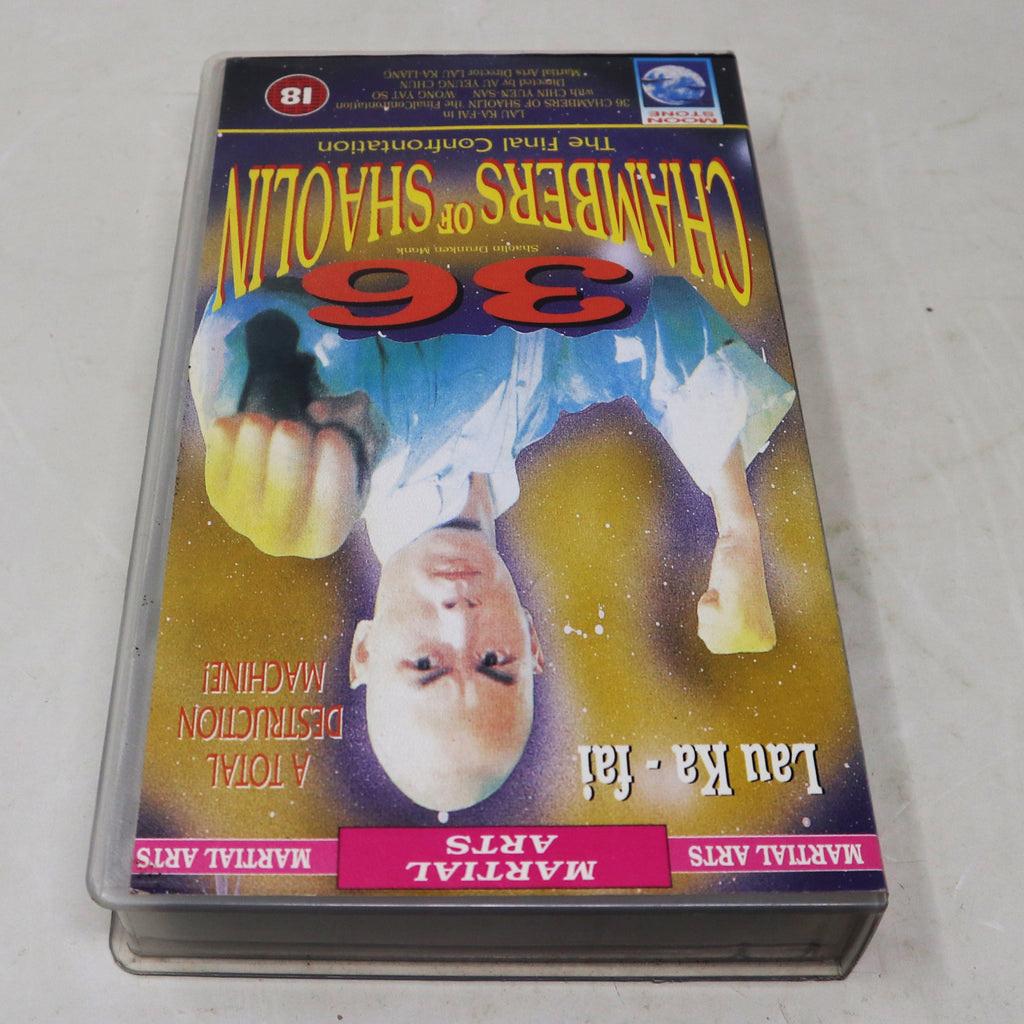 MARTIAL ARTS
MARTIAL
ARTS
MARTIAL ARTS
Lau Ka - fai
A TOTAL
DESTRUCTION
MACHINE!
36
Shaolin Drunken Monk
CHAMBERS OF SHAOLIN
The Final Confrontation
MOON
STONE
LAU KA-FAI in
36 CHAMBERS OF SHAOLIN the FinalConfrontation
with CHIN YUEN-SAN WONG YAT SO
Directed by AU YEUNG CHUN
Martial Arts Director LAU KA-LIANG
18